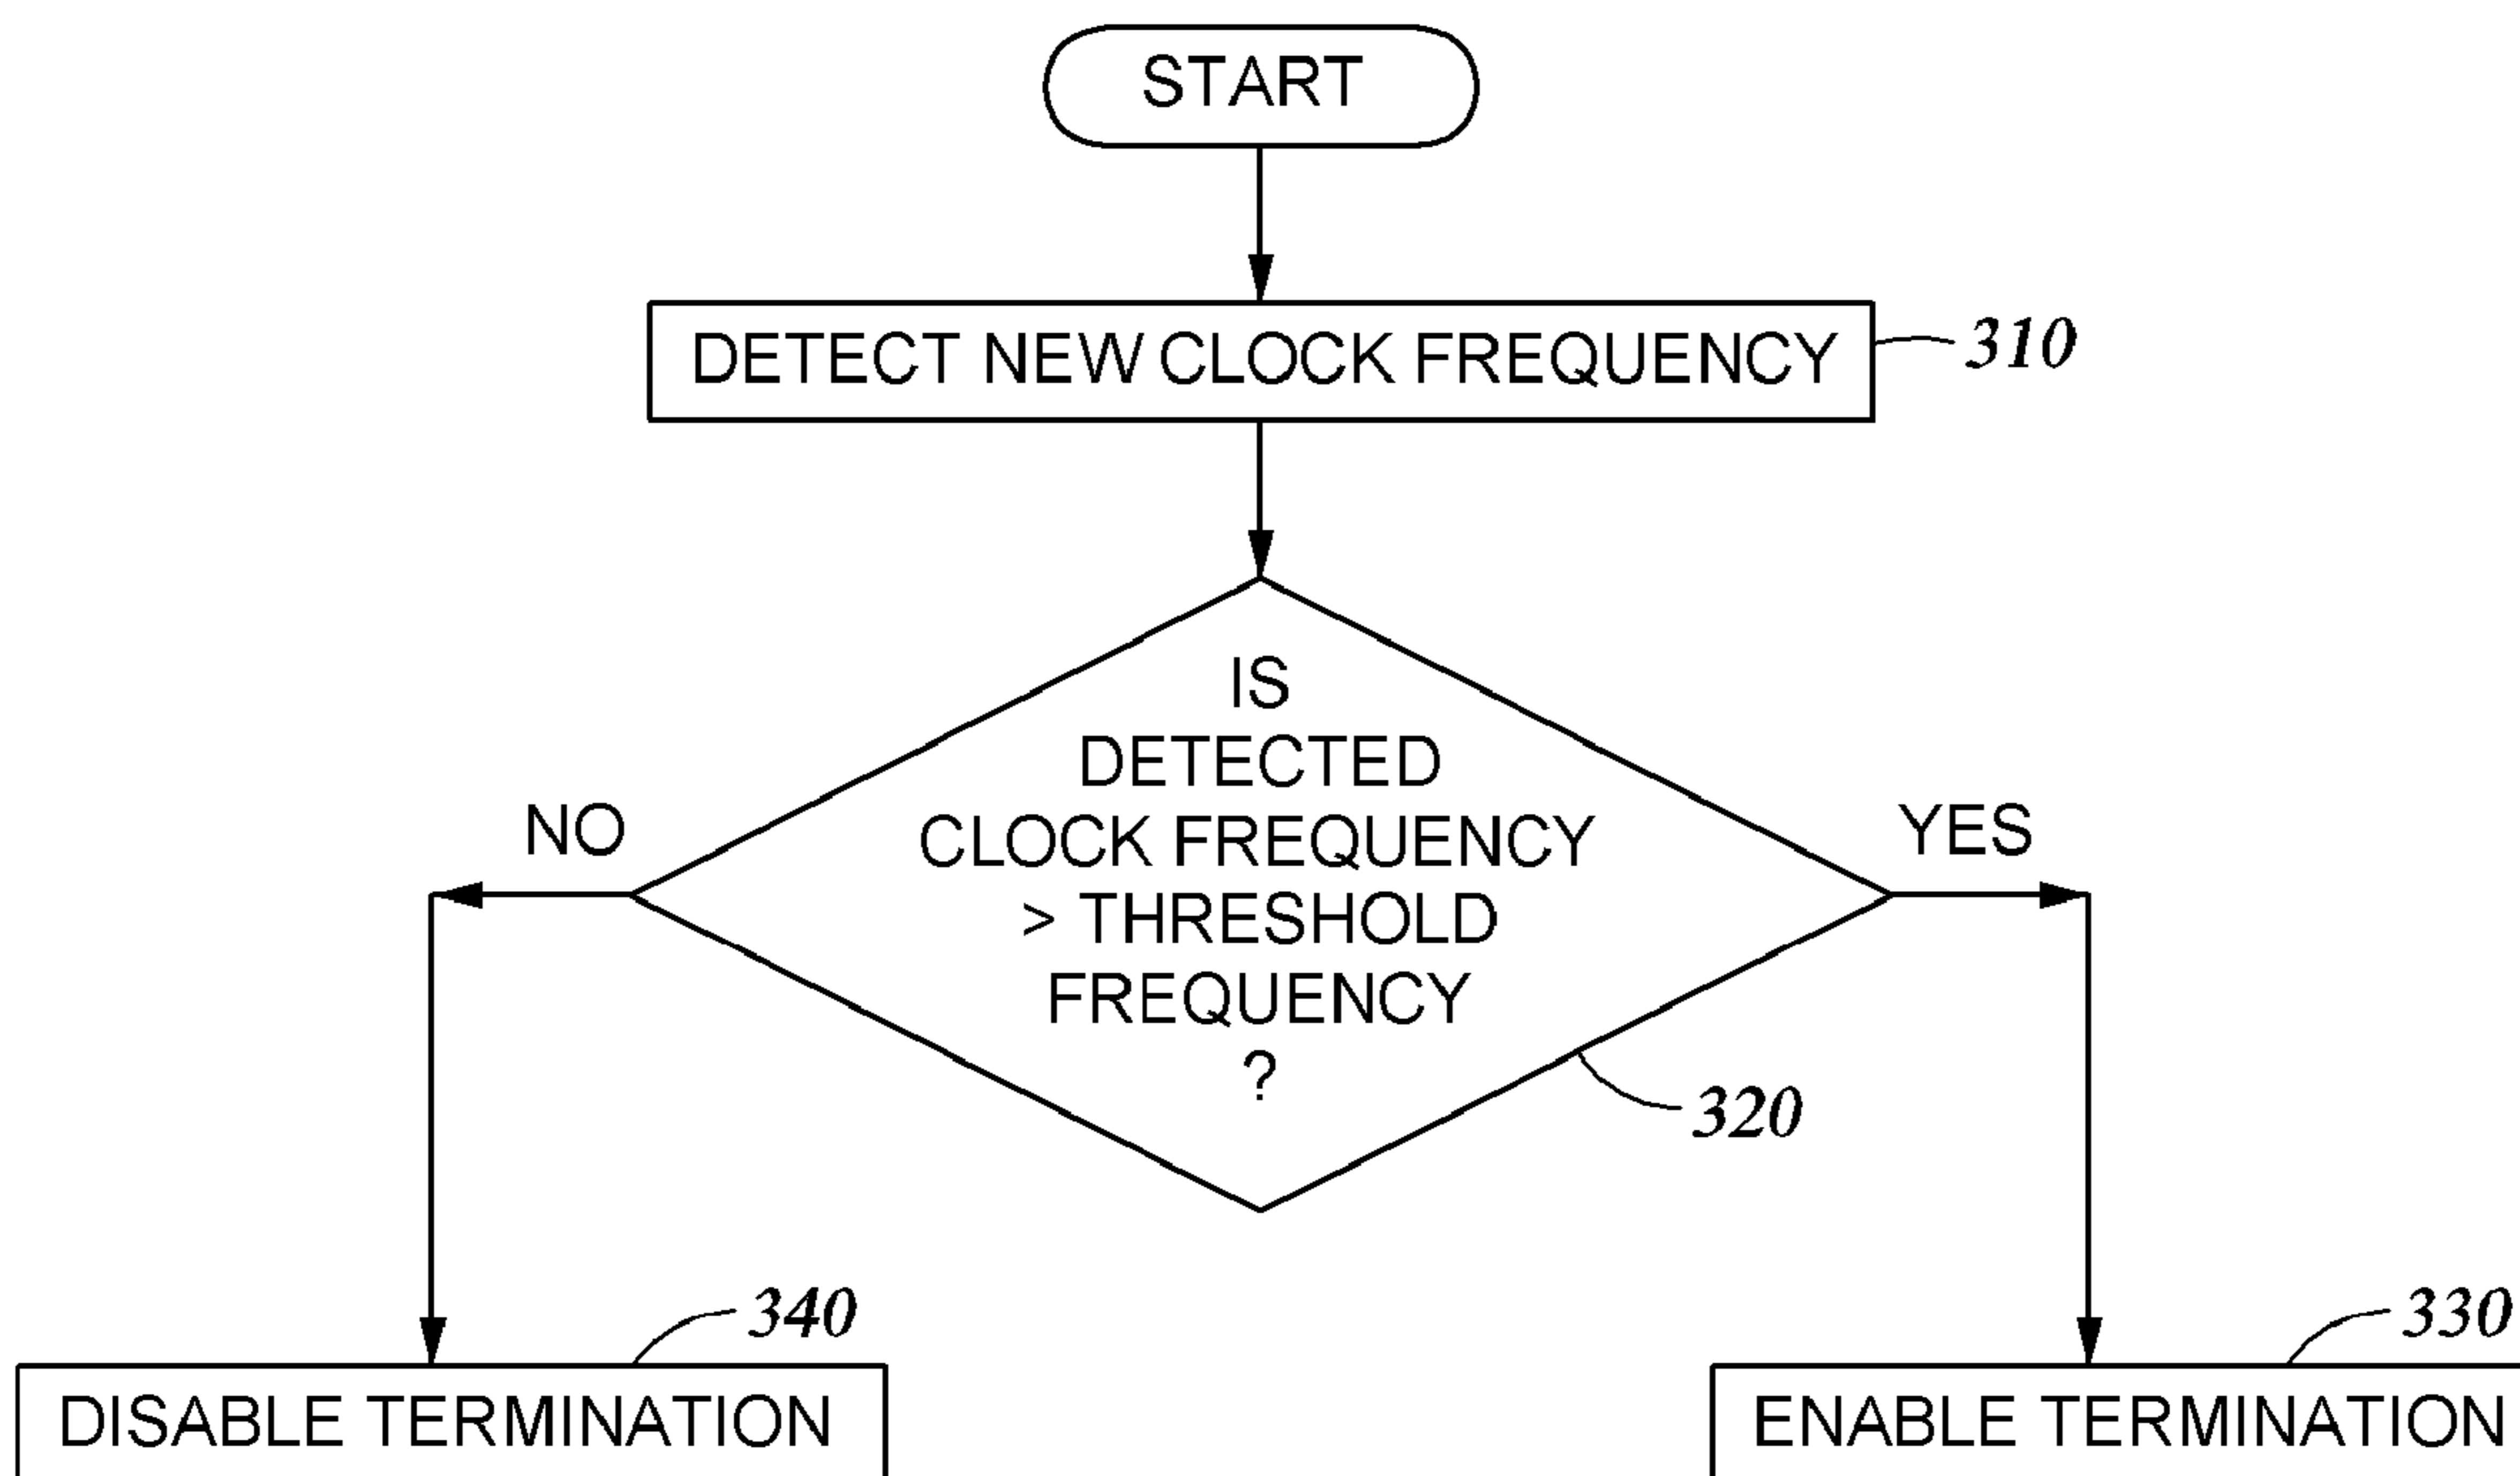 START
DETECT NEW CLOCK FREQUENCY
310
IS
DETECTED
CLOCK FREQUENCY
> THRESHOLD
FREQUENCY
?
NO
YES
320
340
330
DISABLE TERMINATION
ENABLE TERMINATION